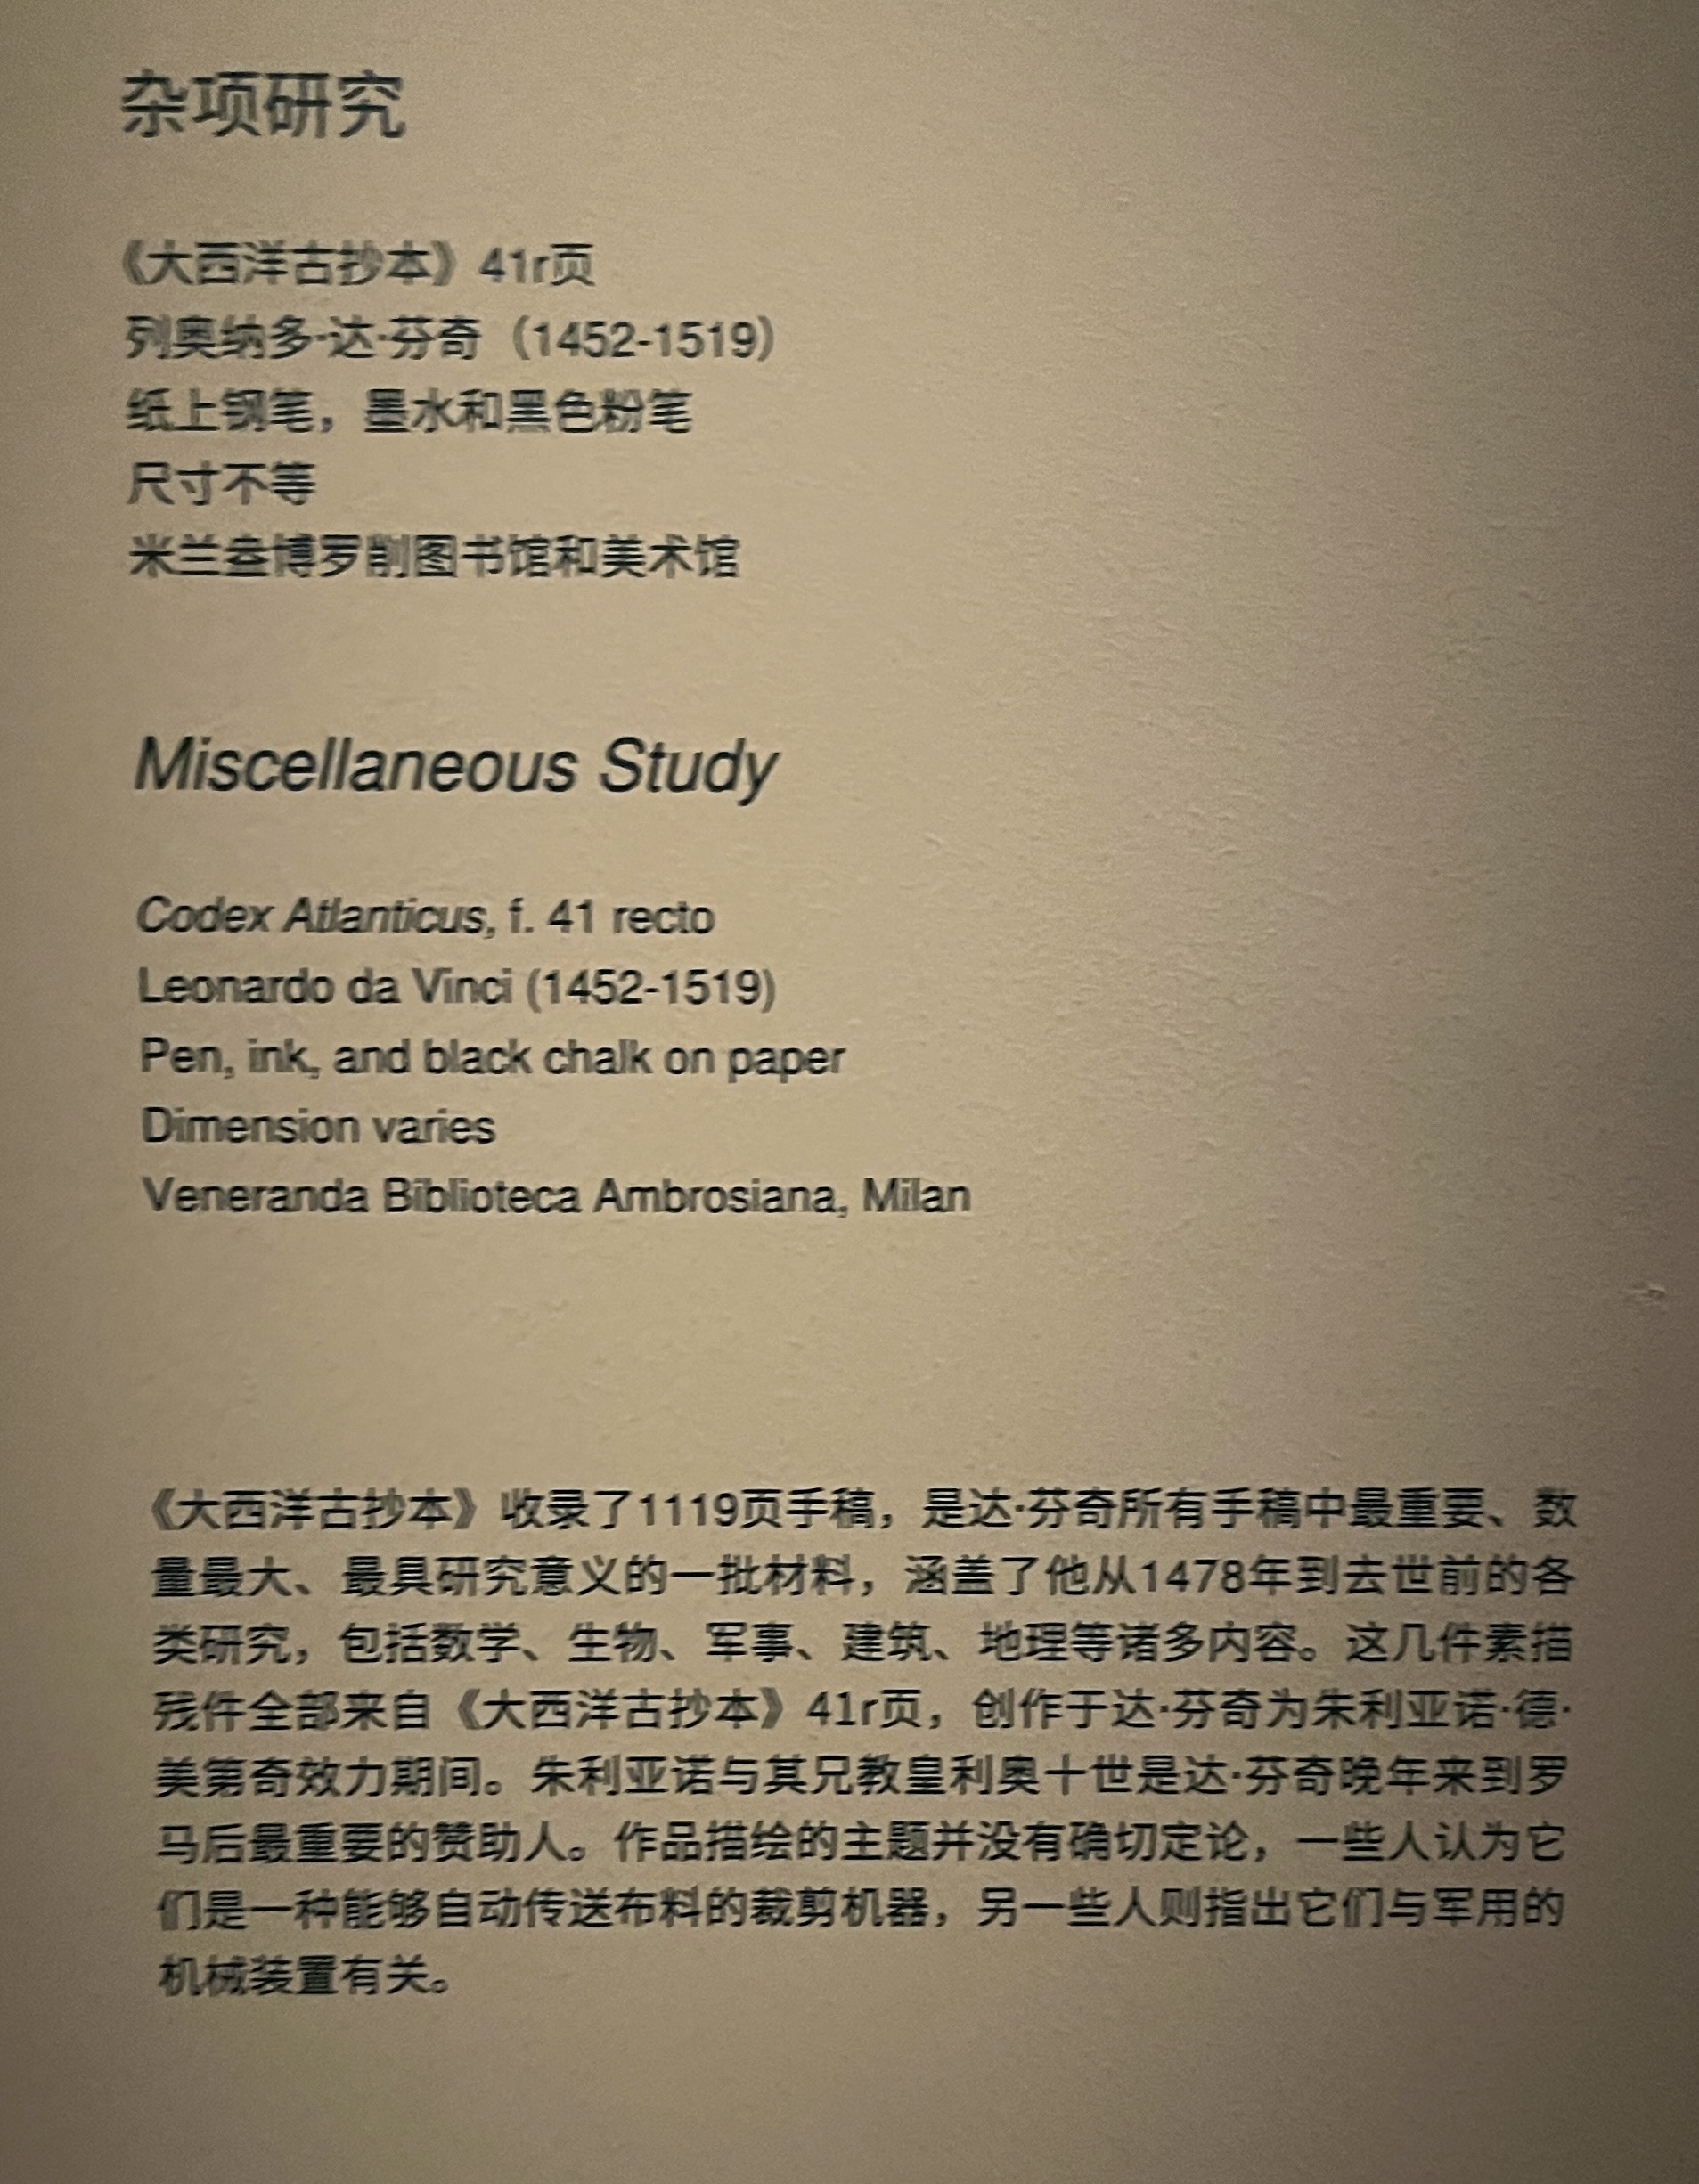 杂项研究
《大西洋古抄本》41r页
列奥纳多·达·芬奇（1452-1519）
纸上钢笔，墨水和黑色粉笔
尺寸不等
米兰盎博罗削图书馆和美术馆
Miscellaneous Study
Codex Atlanticus, f. 41 recto
Leonardo da Vinci (1452-1519)
Pen, ink, and black chalk on paper
Dimension varies
Veneranda Biblioteca Ambrosiana, Milan
《大西洋古抄本》收录了1119页手稿，是达·芬奇所有手稿中最重要、数
量最大、最具研究意义的一批材料，涵盖了他从1478年到去世前的各
类研究，包括数学、生物、军事、建筑、地理等诸多内容。这几件素描
残件全部来自《大西洋古抄本》41r页，创作于达·芬奇为朱利亚诺·德·
美第奇效力期间。朱利亚诺与其兄教皇利奥十世是达·芬奇晚年来到罗
马后最重要的赞助人。作品描绘的主题并没有确切定论，一些人认为它
们是一种能够自动传送布料的裁剪机器，另一些人则指出它们与军用的
机械装置有关。